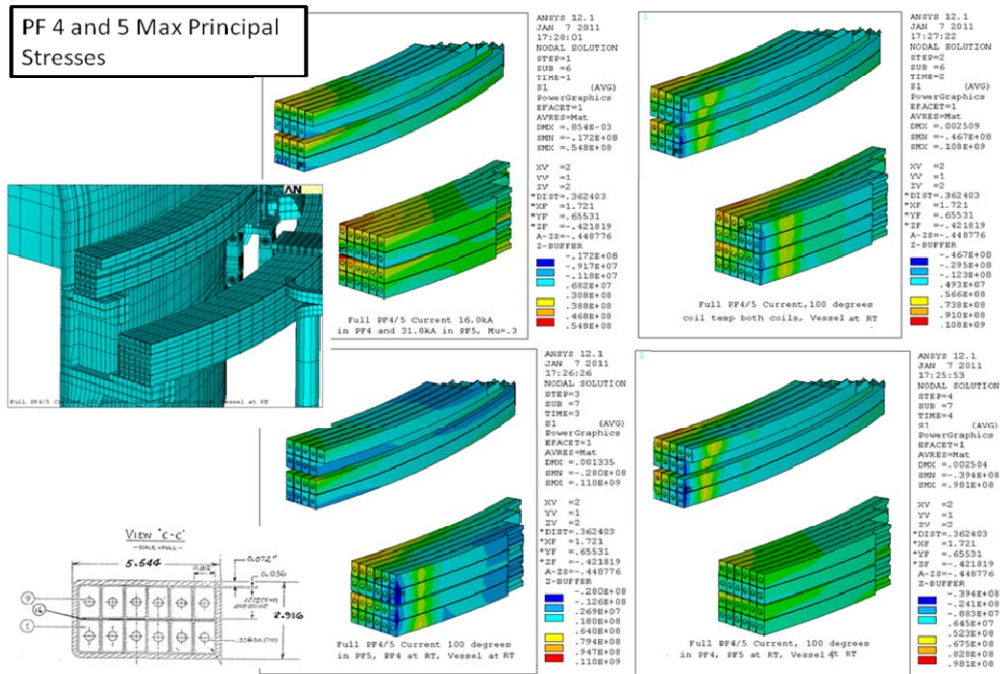 PF 4 and 5 Max Principal
Stresses
ANSYS 12.1
JAN 7 2011
17:28:01
NODAL SOLUTION
STEP=1
SUB =6
TIME=1
S1 (AVG)
PowerGraphics
EFACET=1
AVRES=Mat
DMX =.854E-03
SMN =-.172E+08
SMX =.548E+08
XV =2
YV =1
ZV =2
*DIST=.362403
*XF =1.721
*YF =.65531
*ZF =-.421819
A-ZS=-.448776
Z-BUFFER
-.172E+08
-.917E+07
-.118E+07
.682E+07
.308E+08
.388E+08
.468E+08
.548E+08
Full PF4/5 Current 16.0kA
in PF4 and 31.8kA in PF5, Mu=.3
1
ANSYS 12.1
JAN 7 2011
17:27:22
NODAL SOLUTION
STEP=2
SUB =6
TIME=2
S1 (AVG)
PowerGraphics
EFACET=1
AVRES=Mat
DMX =.002509
SMN =-.467E+08
SMX =.108E+09
XV =2
YV =1
ZV =2
*DIST=.362403
*XF =1.721
*YF =.65531
*ZF =-.421819
A-ZS=-.448776
Z-BUFFER
-.467E+08
-.295E+08
-.123E+08
.493E+07
.566E+08
.738E+08
.910E+08
.108E+09
Full PF4/5 Current,100 degrees
coil temp both coils, Vessel at RT
AN
Vessel at RT
ANSYS 12.1
JAN 7 2011
17:26:26
NODAL SOLUTION
STEP=3
SUB =7
TIME=3
S1 (AVG)
PowerGraphics
EFACET=1
AVRES=Mat
DMX =.001335
SMN =-.280E+08
SMX =.110E+09
XV =2
YV =1
ZV =2
*DIST=.362403
*XF =1.721
*YF =.65531
*ZF =-.421819
A-ZS=-.448776
Z-BUFFER
-.280E+08
-.126E+08
.269E+07
.180E+08
.640E+08
.794E+08
.947E+08
.110E+09
Full PF4/5 Current 100 degrees
in PF5, PF4 at RT, Vessel at RT
1
ANSYS 12.1
JAN 7 2011
17:25:53
NODAL SOLUTION
STEP=4
SUB =7
TIME=4
S1 (AVG)
PowerGraphics
EFACET=1
AVRES=Mat
DMX =.002504
SMN =-.394E+08
SMX =.981E+08
XV =2
YV =1
ZV =2
*DIST=.362403
*XF =1.721
*YF =.65531
*ZF =-.421819
A-ZS=-.448776
Z-BUFFER
-.394E+08
-.241E+08
-.883E+07
.645E+07
.523E+08
.675E+08
.828E+08
.981E+08
Full PF4/5 Current, 100 degrees
in PF4, PF5 at RT, Vessel at RT
VIEW "C-C"
5.544
0.072"
0.036
2.916
9
16
1